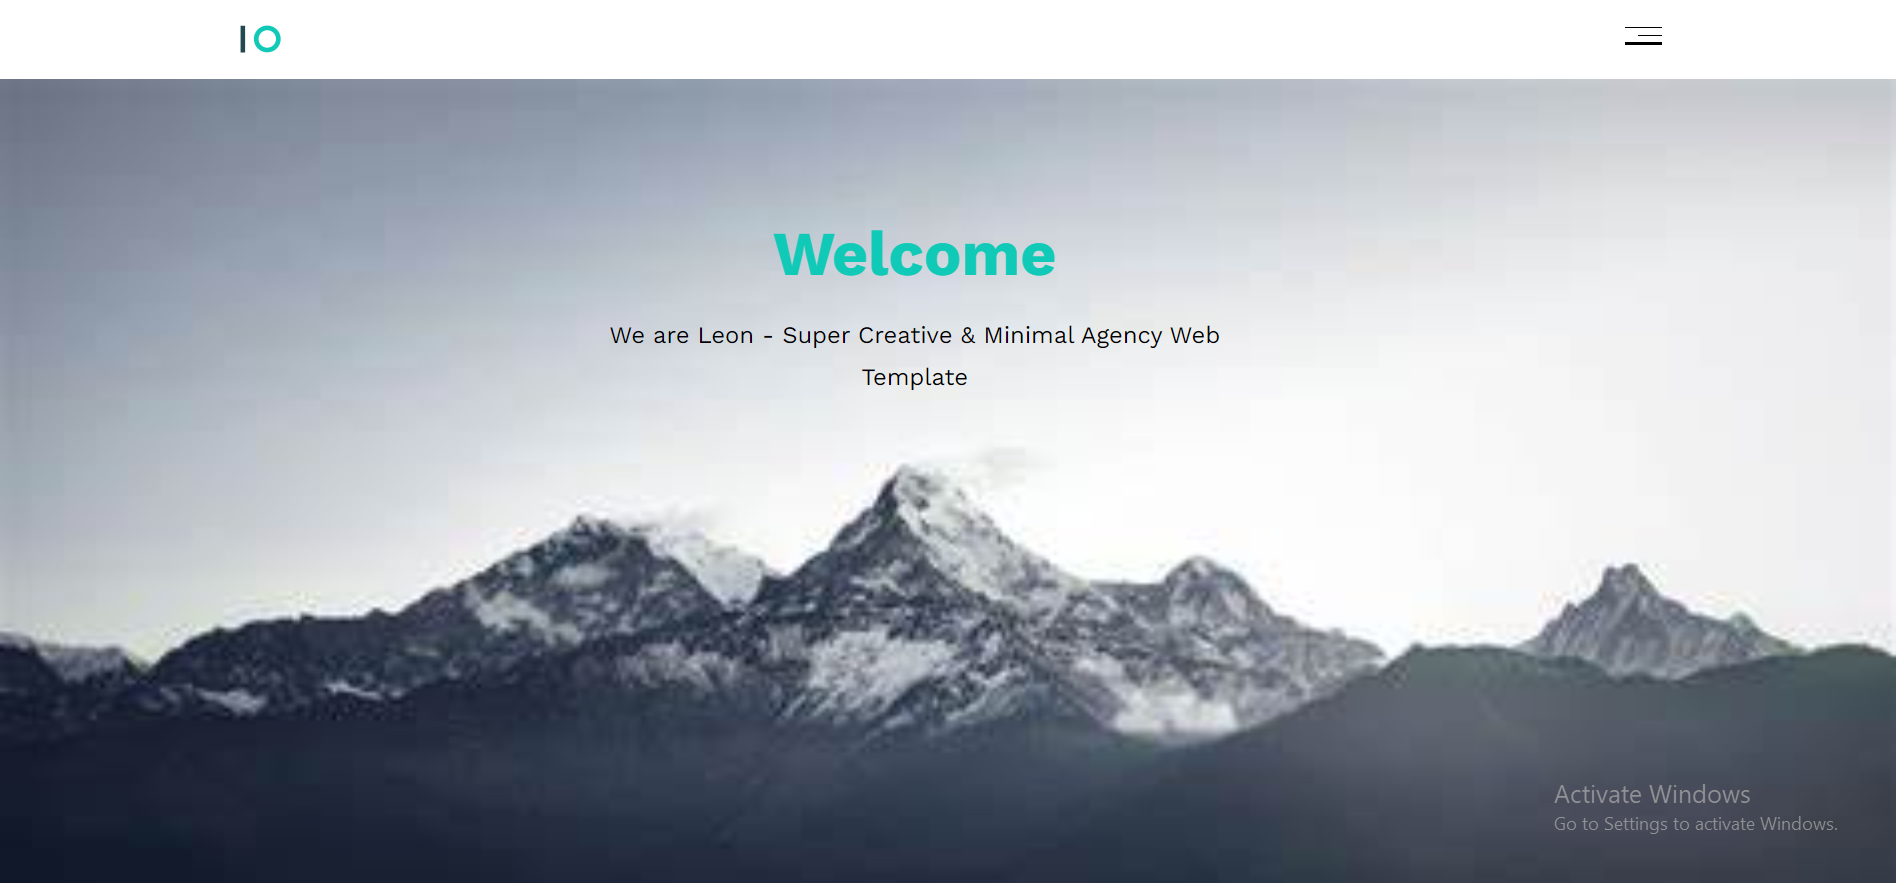 IO
Welcome
We are Leon - Super Creative & Minimal Agency Web
Template
Activate Windows
Go to Settings to activate Windows.